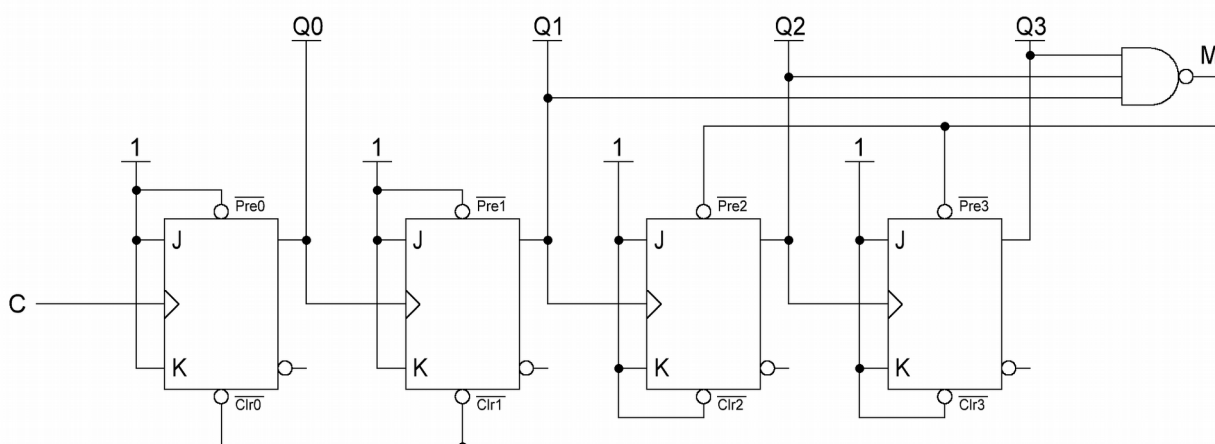 Q0 Q1 Q2 Q3 M
1 1 1 1
Pre0 Pre1 Pre2 Pre3
J J J J
C
K K K K
Clr0 Clr1 Clr2 Clr3